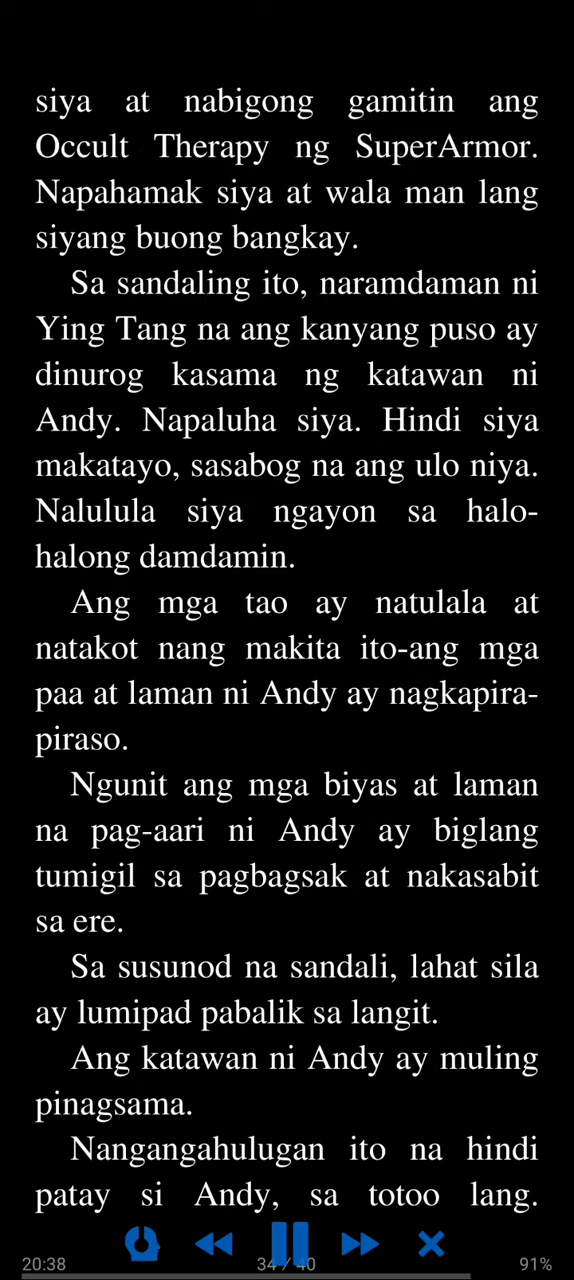 siya at nabigong gamitin ang
Occult Therapy ng SuperArmor.
Napahamak siya at wala man lang
siyang buong bangkay.
Sa sandaling ito, naramdaman ni
Ying Tang na ang kanyang puso ay
dinurog kasama ng katawan ni
Andy. Napaluha siya. Hindi siya
makatayo, sasabog na ang ulo niya.
Nalulula siya ngayon sa halo-
halong damdamin.
Ang mga tao ay natulala at
natakot nang makita ito-ang mga
paa at laman ni Andy ay nagkapira-
piraso.
Ngunit ang mga biyas at laman
na pag-aari ni Andy ay biglang
tumigil sa pagbagsak at nakasabit
sa ere.
Sa susunod na sandali, lahat sila
ay lumipad pabalik sa langit.
Ang katawan ni Andy ay muling
pinagsama.
Nangangahulugan ito na hindi
patay si Andy, sa totoo lang.
20:38 34 / 40 91%